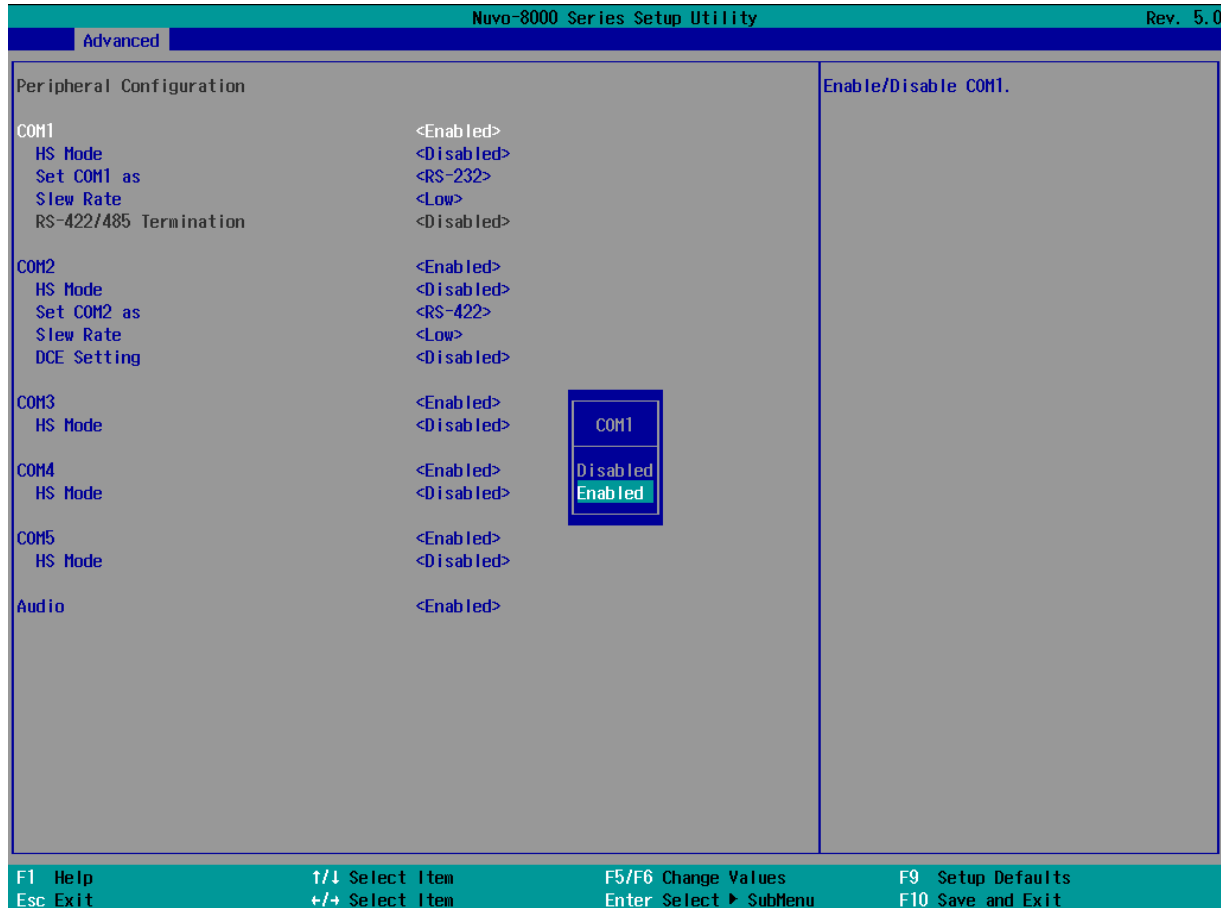 Nuvo-8000 Series Setup Utility Rev. 5.0
Advanced
Peripheral Configuration
Enable/Disable COM1.
COM1 <Enabled>
HS Mode <Disabled>
Set COM1 as <RS-232>
Slew Rate <Low>
RS-422/485 Termination <Disabled>
COM2 <Enabled>
HS Mode <Disabled>
Set COM2 as <RS-422>
Slew Rate <Low>
DCE Setting <Disabled>
COM3 <Enabled>
HS Mode <Disabled>
COM4 <Enabled>
HS Mode <Disabled>
COM5 <Enabled>
HS Mode <Disabled>
Audio <Enabled>
COM1
Disabled
Enabled
F1 Help ↑/↓ Select Item F5/F6 Change Values F9 Setup Defaults
Esc Exit ←/→ Select Item Enter Select ▶ SubMenu F10 Save and Exit